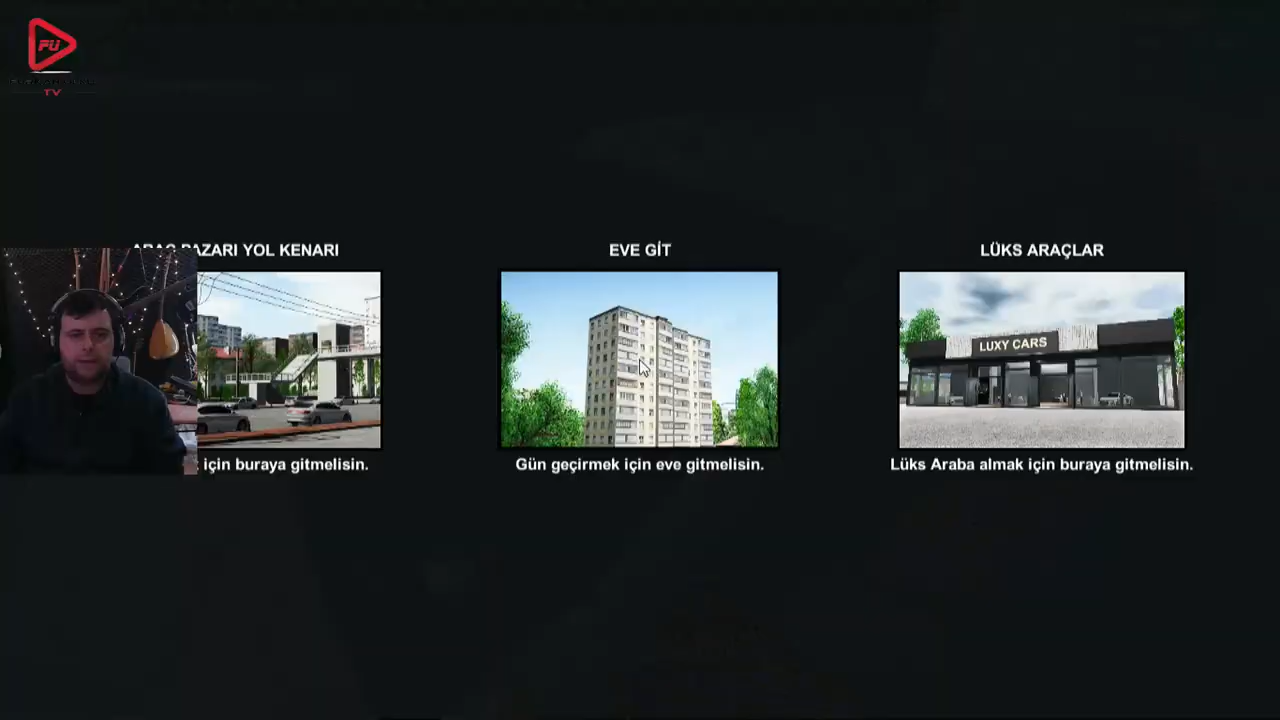 FU
TV
ARAÇ PAZARI YOL KENARI
EVE GİT
LÜKS ARAÇLAR
LUXY CARS
için buraya gitmelisin.
Gün geçirmek için eve gitmelisin.
Lüks Araba almak için buraya gitmelisin.